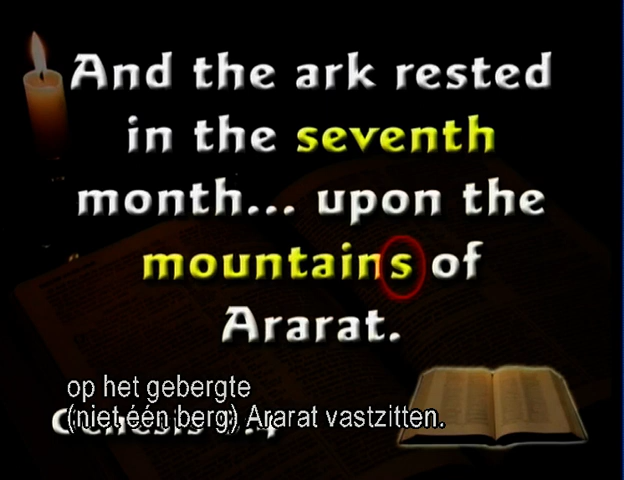 And the ark rested
in the seventh
month... upon the
mountains of
Ararat.
op het gebergte
(niet één berg) Ararat vastzitten.
Genesis